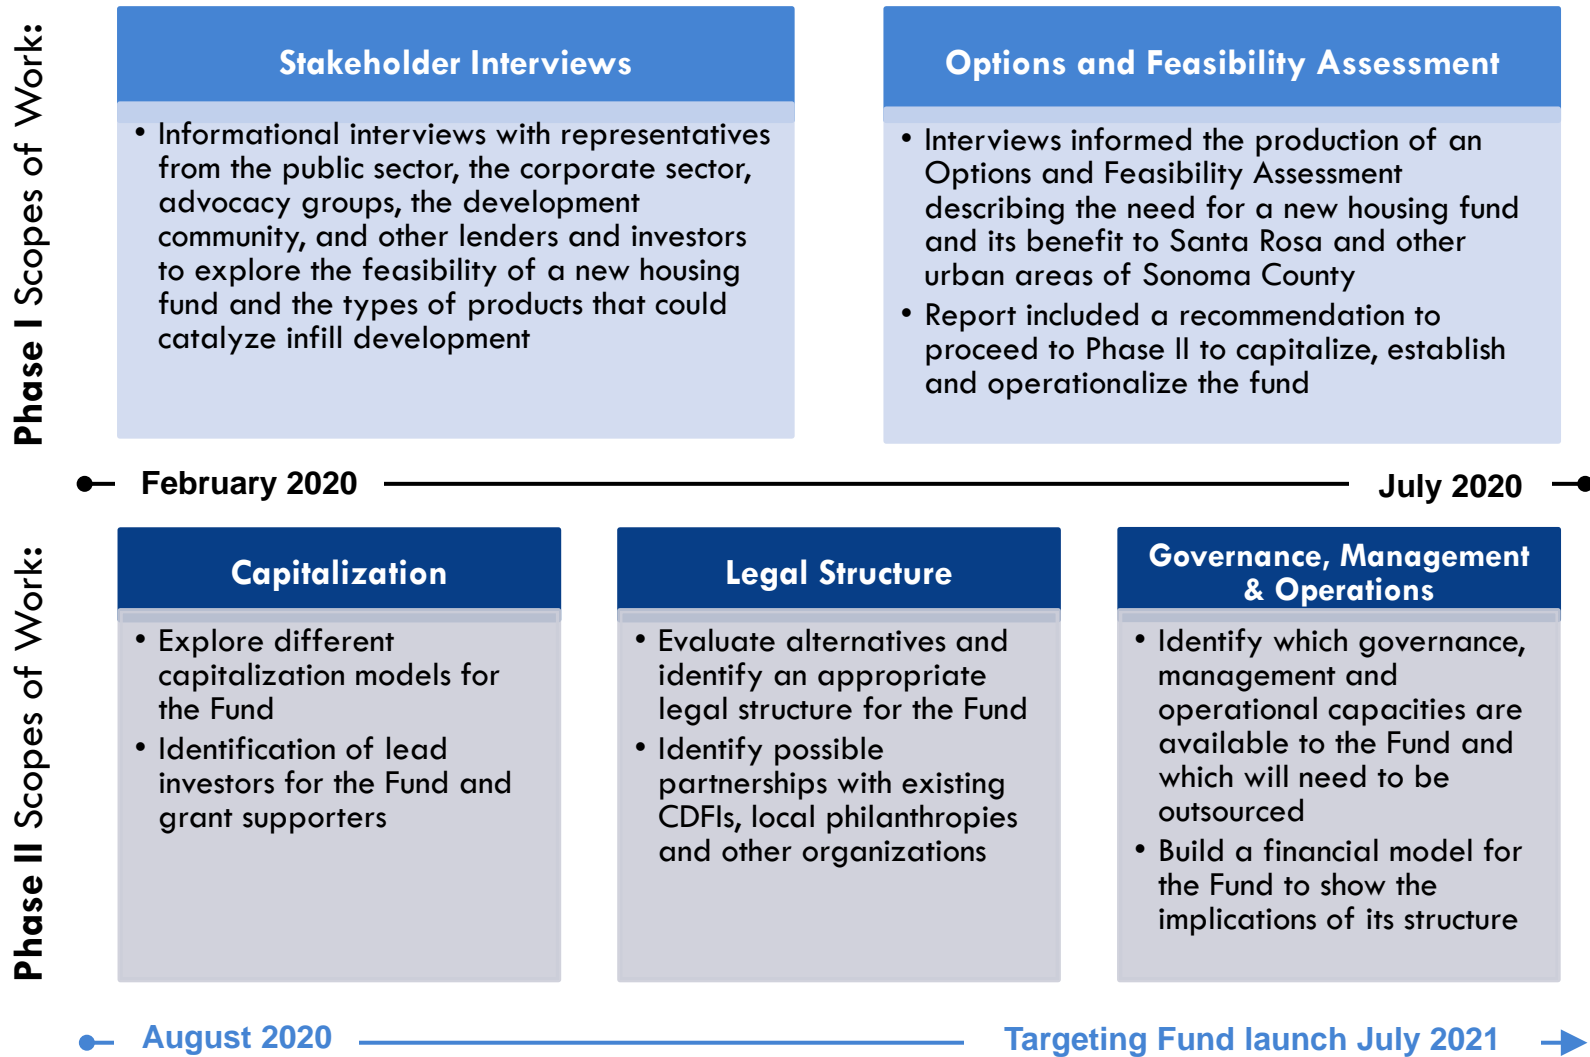 Phase I Scopes of Work:
Stakeholder Interviews
• Informational interviews with representatives
from the public sector, the corporate sector,
advocacy groups, the development
community, and other lenders and investors
to explore the feasibility of a new housing
fund and the types of products that could
catalyze infill development
Options and Feasibility Assessment
• Interviews informed the production of an
Options and Feasibility Assessment
describing the need for a new housing fund
and its benefit to Santa Rosa and other
urban areas of Sonoma County
• Report included a recommendation to
proceed to Phase II to capitalize, establish
and operationalize the fund
February 2020
July 2020
Phase II Scopes of Work:
Capitalization
• Explore different
capitalization models for
the Fund
• Identification of lead
investors for the Fund and
grant supporters
Legal Structure
• Evaluate alternatives and
identify an appropriate
legal structure for the Fund
• Identify possible
partnerships with existing
CDFIs, local philanthropies
and other organizations
Governance, Management
& Operations
• Identify which governance,
management and
operational capacities are
available to the Fund and
which will need to be
outsourced
• Build a financial model for
the Fund to show the
implications of its structure
August 2020
Targeting Fund launch July 2021